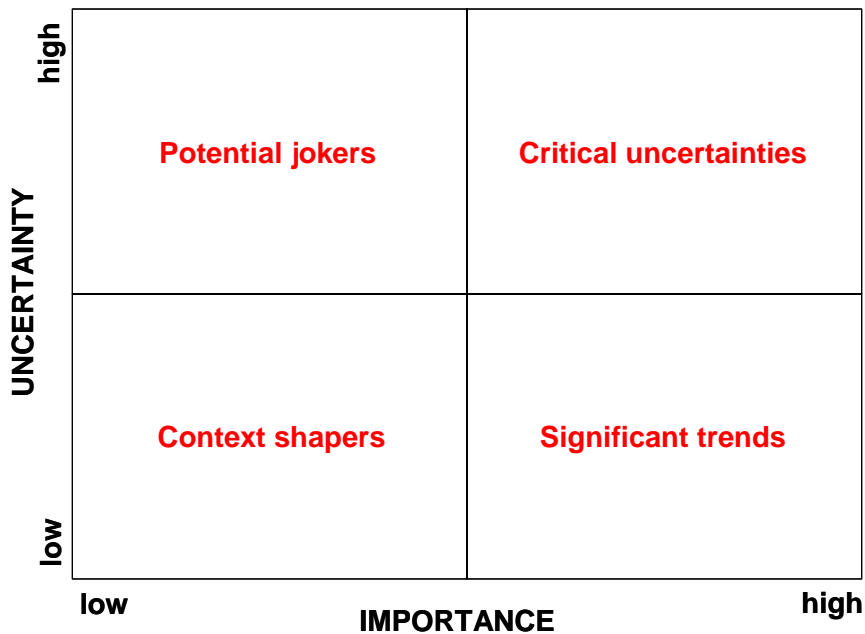 high
Potential jokers
Critical uncertainties
UNCERTAINTY
Context shapers
Significant trends
low
low
IMPORTANCE
high